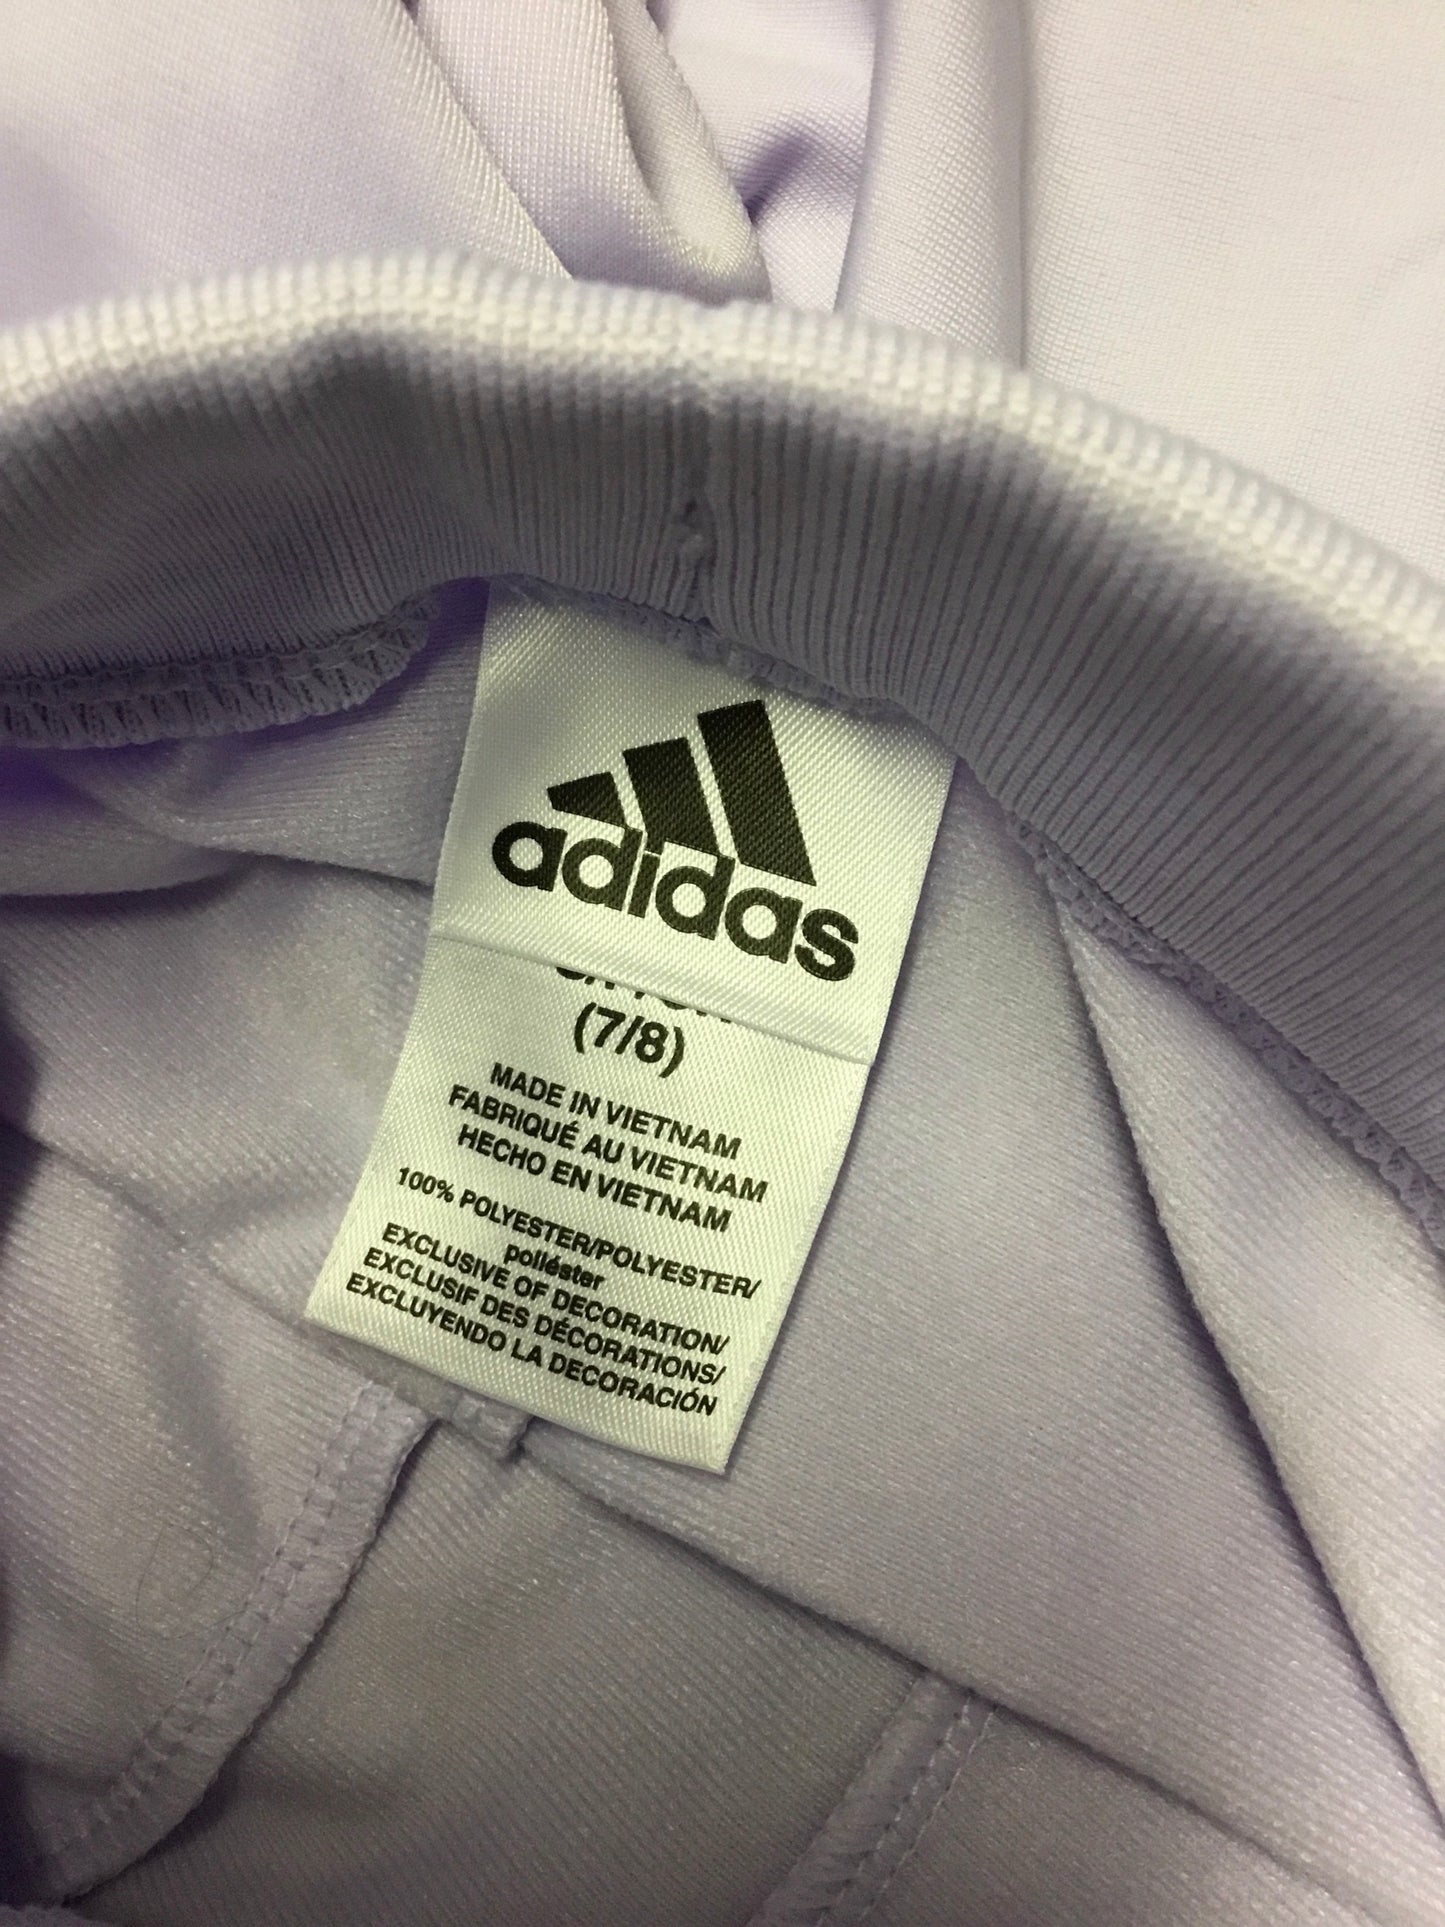 adidas
(7/8)
MADE IN VIETNAM
FABRIQUÉ AU VIETNAM
HECHO EN VIETNAM
100% POLYESTER/POLYESTER/
poliéster
EXCLUSIVE OF DECORATION/
EXCLUSIF DES DÉCORATIONS/
EXCLUYENDO LA DECORACIÓN